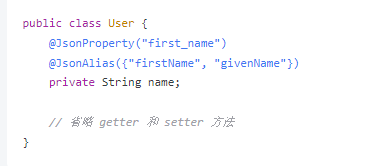 public class User {
    @JsonProperty("first_name")
    @JsonAlias({"firstName", "givenName"})
    private String name;

    // 省略 getter 和 setter 方法
}